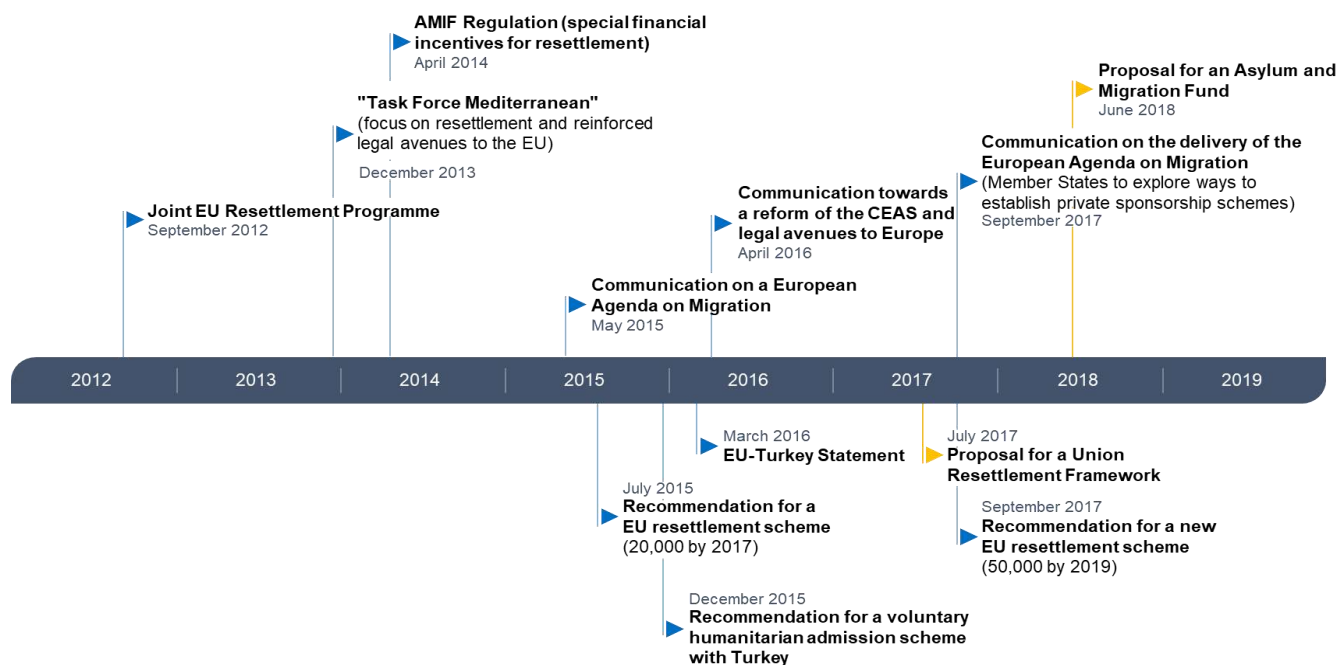 AMIF Regulation (special financial
incentives for resettlement)
April 2014
"Task Force Mediterranean"
(focus on resettlement and reinforced
legal avenues to the EU)
December 2013
Joint EU Resettlement Programme
September 2012
Communication on a European
Agenda on Migration
May 2015
Communication towards
a reform of the CEAS and
legal avenues to Europe
April 2016
Proposal for an Asylum and
Migration Fund
June 2018
Communication on the delivery of the
European Agenda on Migration
(Member States to explore ways to
establish private sponsorship schemes)
September 2017
2012
2013
2014
2015
2016
2017
2018
2019
March 2016
EU-Turkey Statement
July 2017
Proposal for a Union
Resettlement Framework
July 2015
Recommendation for a
EU resettlement scheme
(20,000 by 2017)
September 2017
Recommendation for a new
EU resettlement scheme
(50,000 by 2019)
December 2015
Recommendation for a voluntary
humanitarian admission scheme
with Turkey